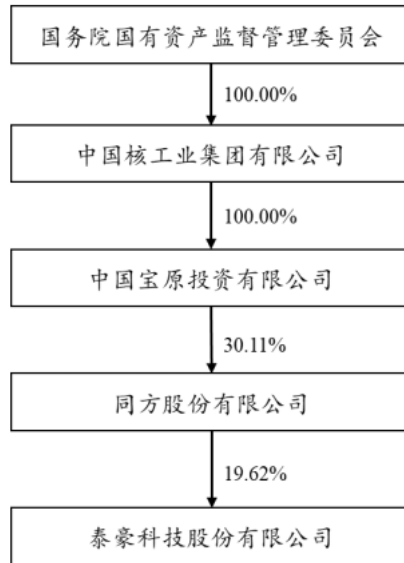 国务院国有资产监督管理委员会
100.00%
中国核工业集团有限公司
100.00%
中国宝原投资有限公司
30.11%
同方股份有限公司
19.62%
泰豪科技股份有限公司